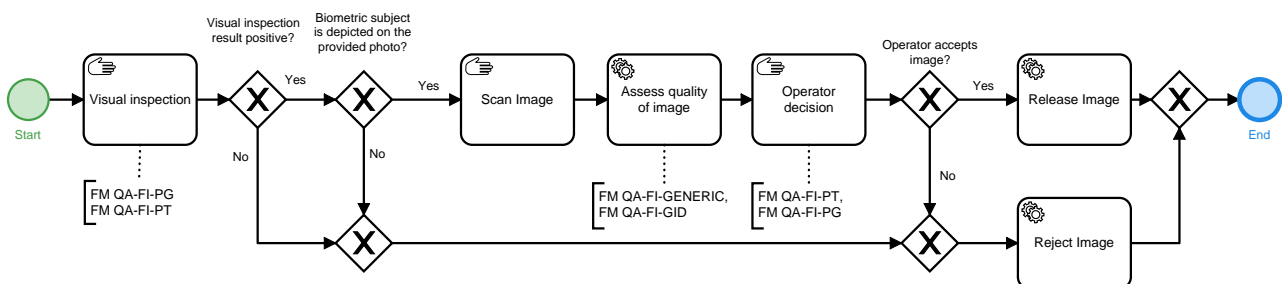 Visual inspection
result positive?
Biometric subject
is depicted on the
provided photo?
Operator accepts
image?
Start
Visual inspection
Yes
Yes
Scan Image
Assess quality
of image
Operator
decision
Yes
Release Image
End
No
No
No
FM QA-FI-PG
FM QA-FI-PT
FM QA-FI-GENERIC,
FM QA-FI-GID
FM QA-FI-PT,
FM QA-FI-PG
Reject Image